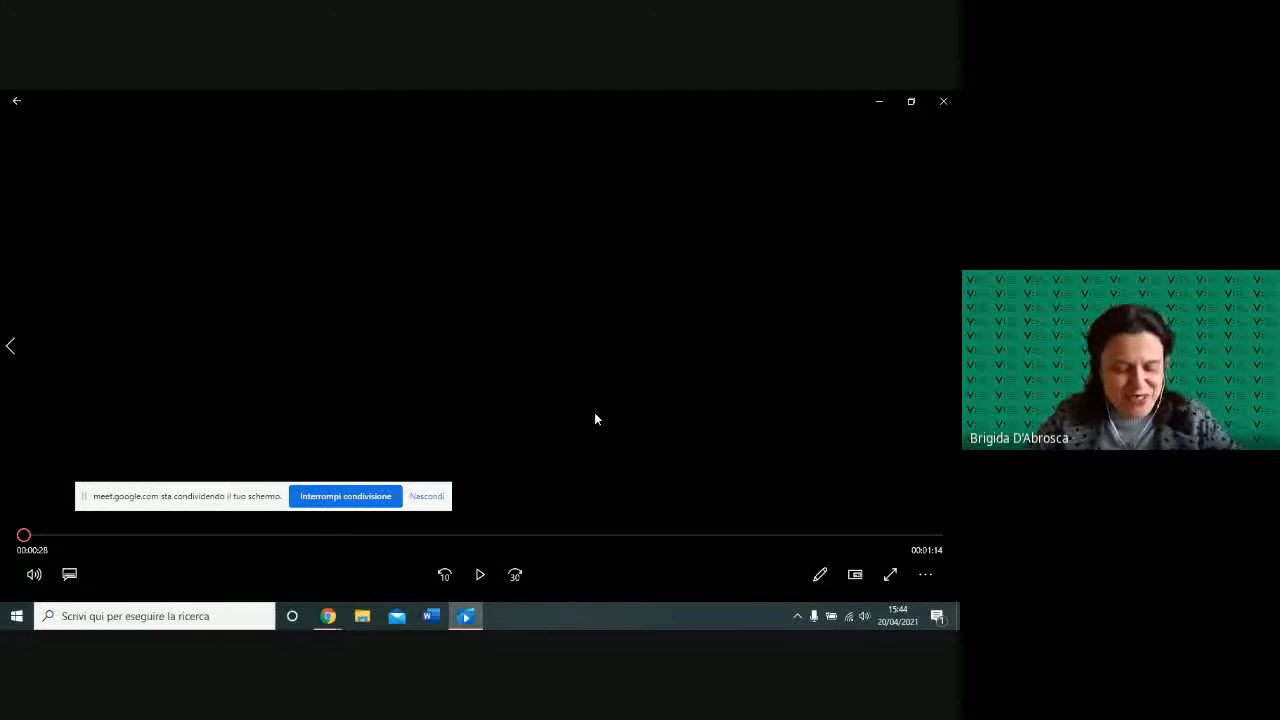 Brigida D'Abrosca
meet.google.com sta condividendo il tuo schermo. Interrompi condivisione Nascondi
00:00:28 00:01:14
10 30
Scrivi qui per eseguire la ricerca 15:44
20/04/2021